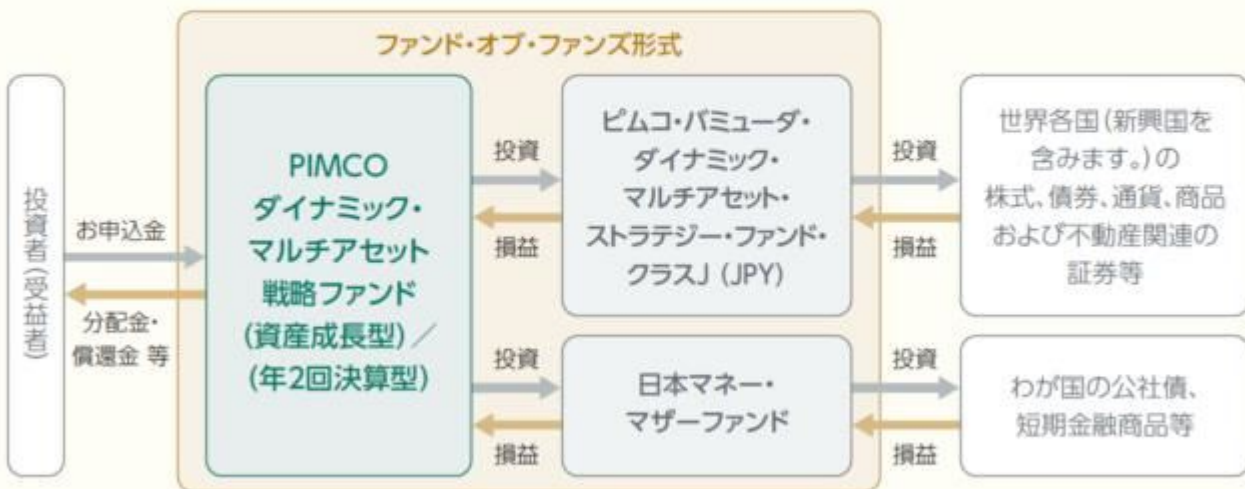 ファンド・オブ・ファンズ形式
投資者(受益者)
お申込金
分配金・
償還金 等
PIMCO
ダイナミック・
マルチアセット
戦略ファンド
(資産成長型)／
(年2回決算型)
投資
損益
ピムコ・バミューダ・
ダイナミック・
マルチアセット・
ストラテジー・ファンド・
クラスJ (JPY)
投資
損益
世界各国(新興国を
含みます。)の
株式、債券、通貨、商品
および不動産関連の
証券等
投資
損益
日本マネー・
マザーファンド
投資
損益
わが国の公社債、
短期金融商品等